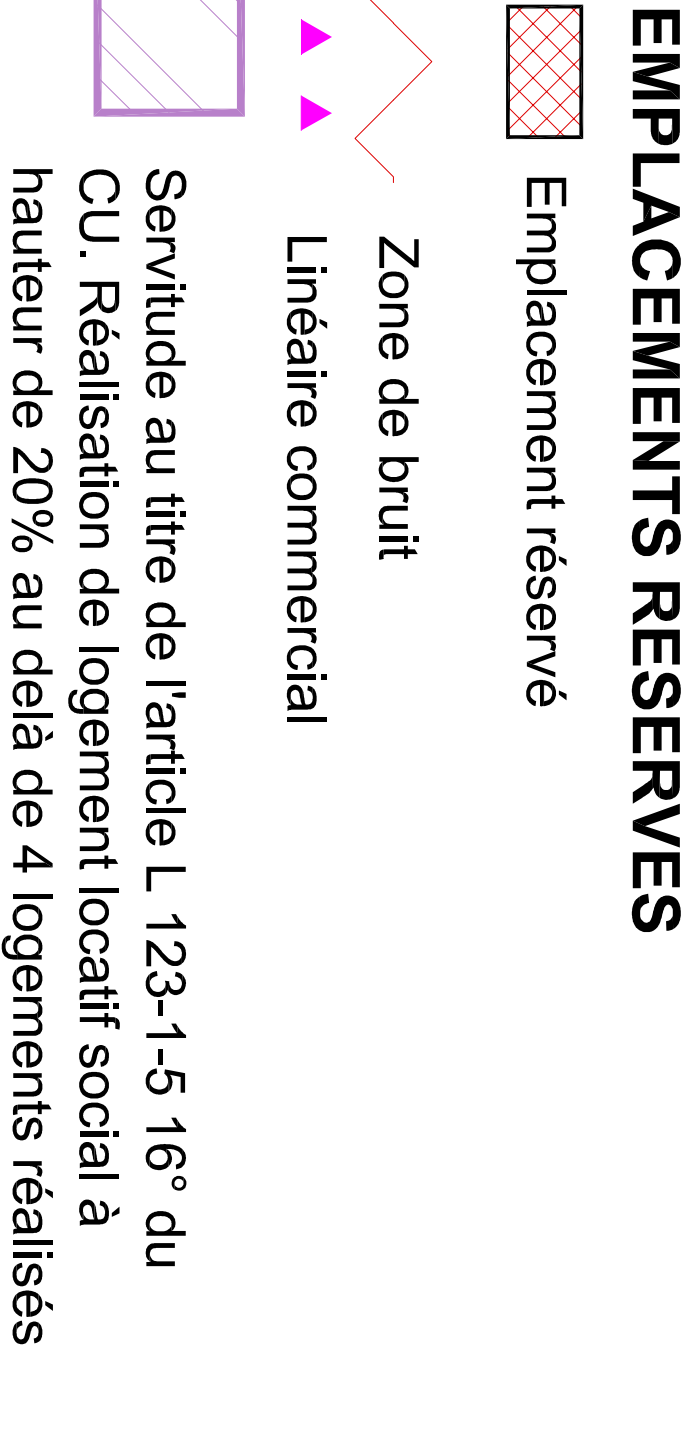 EMPLACEMENTS RESERVES
Emplacement réservé
Zone de bruit
Linéaire commercial
Servitude au titre de l'article L 123-1-5 16° du
CU. Réalisation de logement locatif social à
hauteur de 20% au delà de 4 logements réalisés